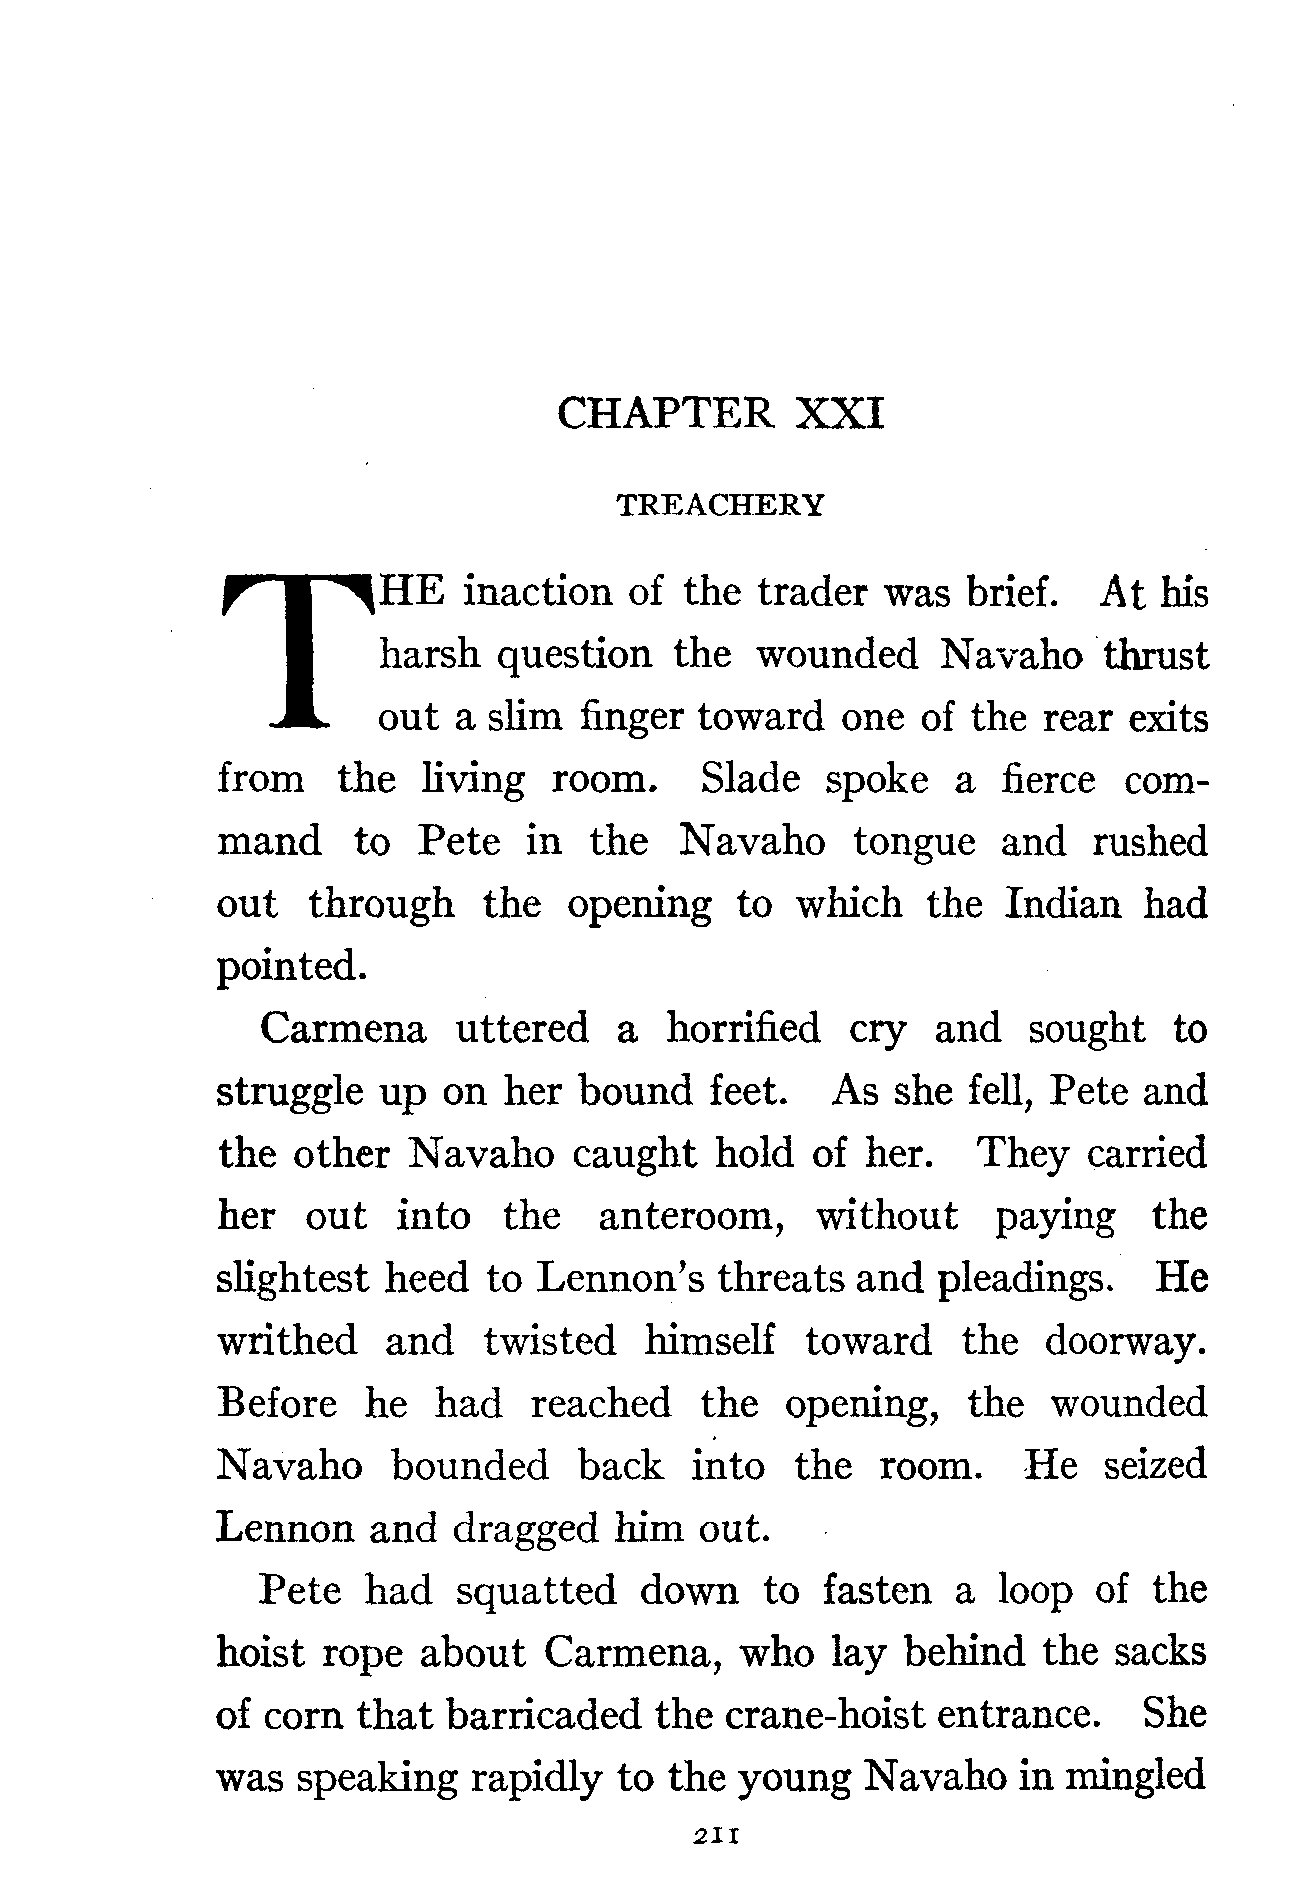 CHAPTER XXI
TREACHERY
THE inaction of the trader was brief. At his
harsh question the wounded Navaho thrust
out a slim finger toward one of the rear exits
from the living room. Slade spoke a fierce com-
mand to Pete in the Navaho tongue and rushed
out through the opening to which the Indian had
pointed.
Carmena uttered a horrified cry and sought to
struggle up on her bound feet. As she fell, Pete and
the other Navaho caught hold of her. They carried
her out into the anteroom, without paying the
slightest heed to Lennon's threats and pleadings. He
writhed and twisted himself toward the doorway.
Before he had reached the opening, the wounded
Navaho bounded back into the room. He seized
Lennon and dragged him out.
Pete had squatted down to fasten a loop of the
hoist rope about Carmena, who lay behind the sacks
of corn that barricaded the crane-hoist entrance. She
was speaking rapidly to the young Navaho in mingled
211